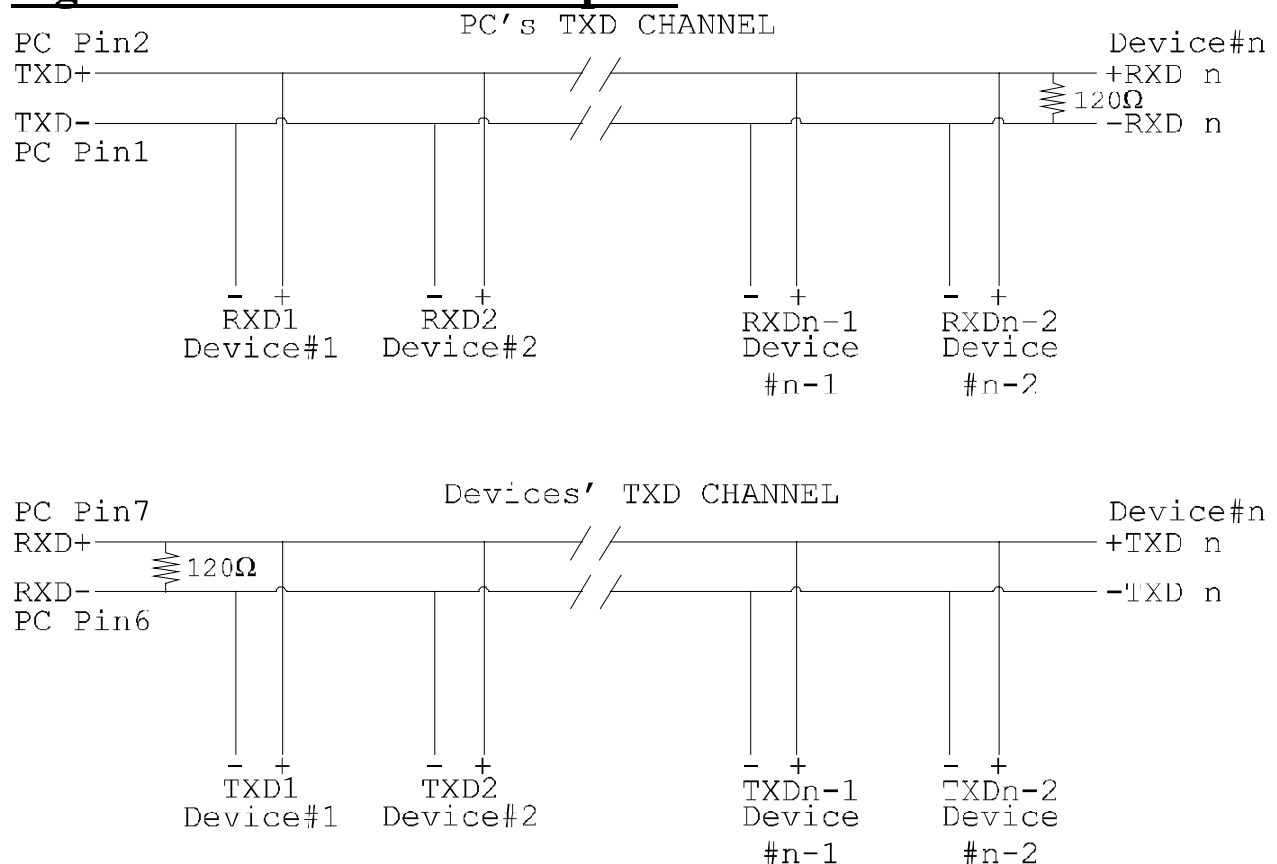 PC's TXD CHANNEL
PC Pin2
Device#n
TXD+
+RXD n
120Ω
TXD-
-RXD n
PC Pin1
- + - + - + - +
RXD1 RXD2 RXDn-1 RXDn-2
Device#1 Device#2 Device Device
#n-1 #n-2
Devices' TXD CHANNEL
PC Pin7
Device#n
RXD+
+TXD n
120Ω
RXD-
-TXD n
PC Pin6
- + - + - + - +
TXD1 TXD2 TXDn-1 TXDn-2
Device#1 Device#2 Device Device
#n-1 #n-2